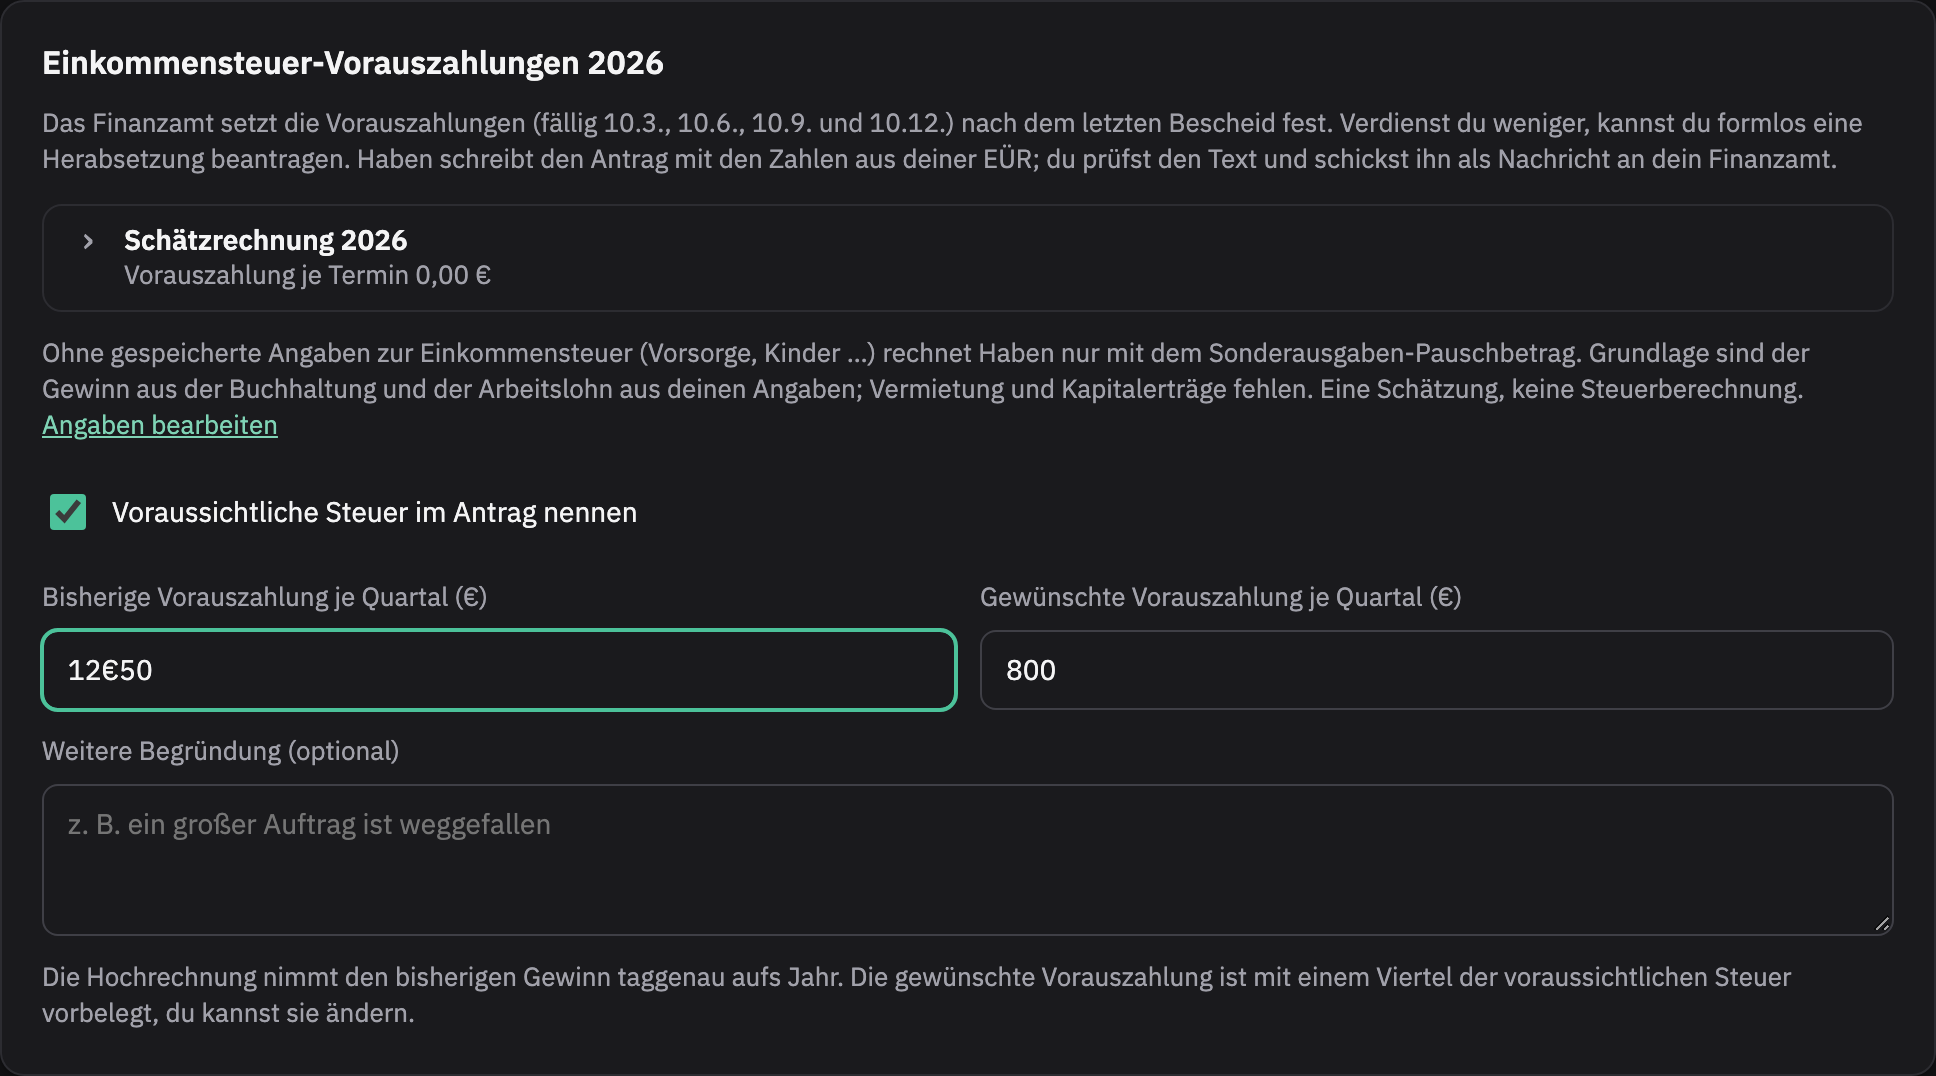 Einkommensteuer-Vorauszahlungen 2026
Das Finanzamt setzt die Vorauszahlungen (fällig 10.3., 10.6., 10.9. und 10.12.) nach dem letzten Bescheid fest. Verdienst du weniger, kannst du formlos eine
Herabsetzung beantragen. Haben schreibt den Antrag mit den Zahlen aus deiner EÜR; du prüfst den Text und schickst ihn als Nachricht an dein Finanzamt.
Schätzrechnung 2026
Vorauszahlung je Termin 0,00 €
Ohne gespeicherte Angaben zur Einkommensteuer (Vorsorge, Kinder …) rechnet Haben nur mit dem Sonderausgaben-Pauschbetrag. Grundlage sind der
Gewinn aus der Buchhaltung und der Arbeitslohn aus deinen Angaben; Vermietung und Kapitalerträge fehlen. Eine Schätzung, keine Steuerberechnung.
Angaben bearbeiten
Voraussichtliche Steuer im Antrag nennen
Bisherige Vorauszahlung je Quartal (€)
12€50
Gewünschte Vorauszahlung je Quartal (€)
800
Weitere Begründung (optional)
z. B. ein großer Auftrag ist weggefallen
Die Hochrechnung nimmt den bisherigen Gewinn taggenau aufs Jahr. Die gewünschte Vorauszahlung ist mit einem Viertel der voraussichtlichen Steuer
vorbelegt, du kannst sie ändern.